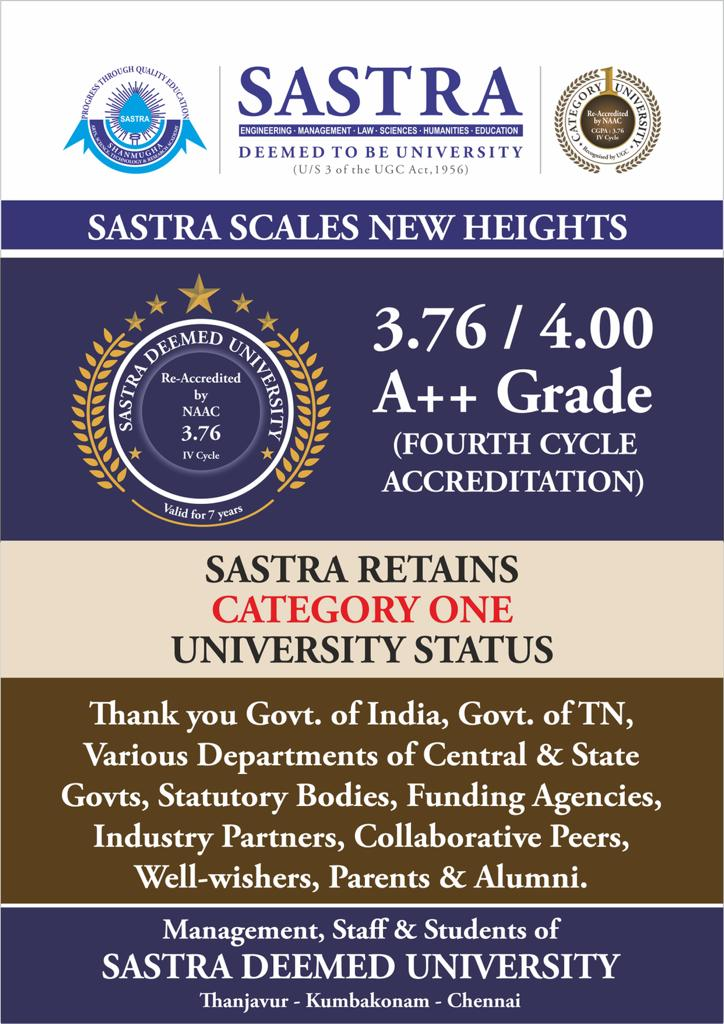 PROGRESS THROUGH QUALITY EDUCATION
SASTRA
SHANMUGHA
ARTS, SCIENCE, TECHNOLOGY & RESEARCH ACADEMY
SASTRA
ENGINEERING · MANAGEMENT · LAW · SCIENCES · HUMANITIES · EDUCATION
DEEMED TO BE UNIVERSITY
(U/S 3 of the UGC Act,1956)
CATEGORY 1 UNIVERSITY
Re-Accredited
by NAAC
CGPA : 3.76
IV Cycle
Recognised by UGC
SASTRA SCALES NEW HEIGHTS
SASTRA DEEMED UNIVERSITY
Re-Accredited
by
NAAC
3.76
IV Cycle
Valid for 7 years
3.76 / 4.00
A++ Grade
(FOURTH CYCLE
ACCREDITATION)
SASTRA RETAINS
CATEGORY ONE
UNIVERSITY STATUS
Thank you Govt. of India, Govt. of TN,
Various Departments of Central & State
Govts, Statutory Bodies, Funding Agencies,
Industry Partners, Collaborative Peers,
Well-wishers, Parents & Alumni.
Management, Staff & Students of
SASTRA DEEMED UNIVERSITY
Thanjavur - Kumbakonam - Chennai